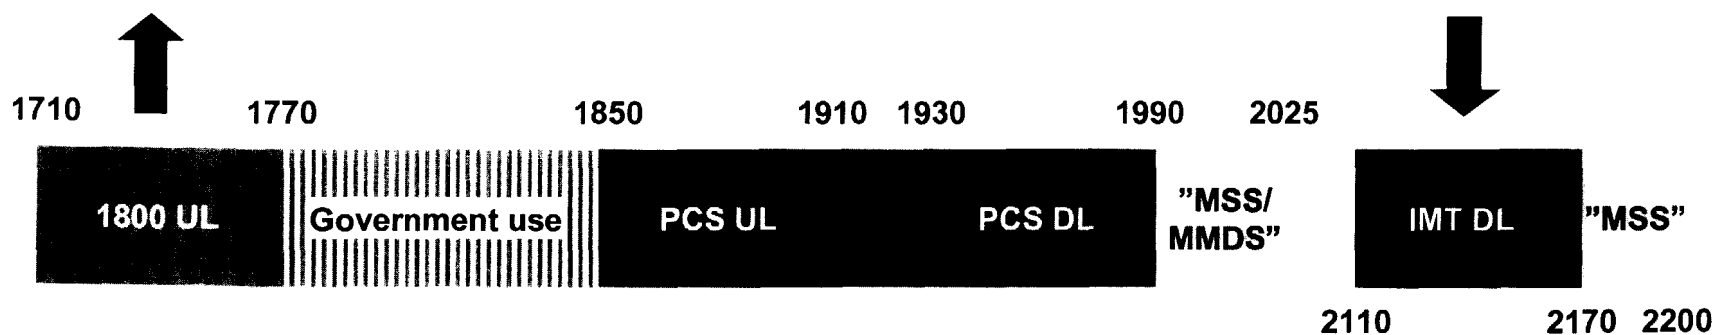 1710 1770 1850 1910 1930 1990 2025
1800 UL Government use PCS UL PCS DL "MSS/ MMDS" IMT DL "MSS"
2110 2170 2200